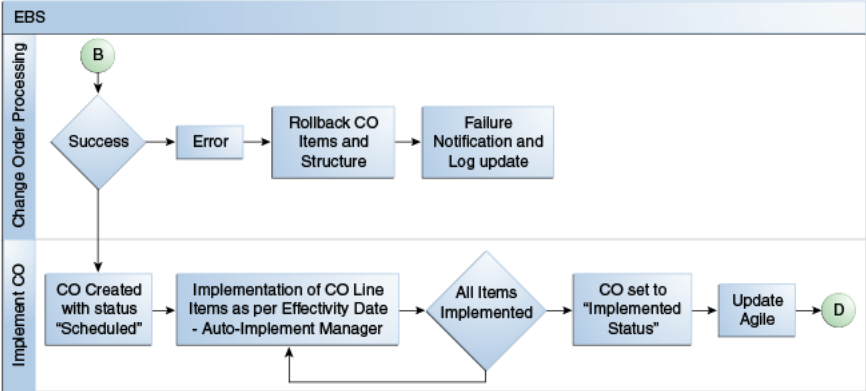 EBS
Change Order Processing
B
Success
Error
Rollback CO
Items and
Structure
Failure
Notification and
Log update
Implement CO
CO Created
with status
“Scheduled”
Implementation of CO Line
Items as per Effectivity Date
- Auto-Implement Manager
All Items
Implemented
CO set to
“Implemented
Status”
Update
Agile
D